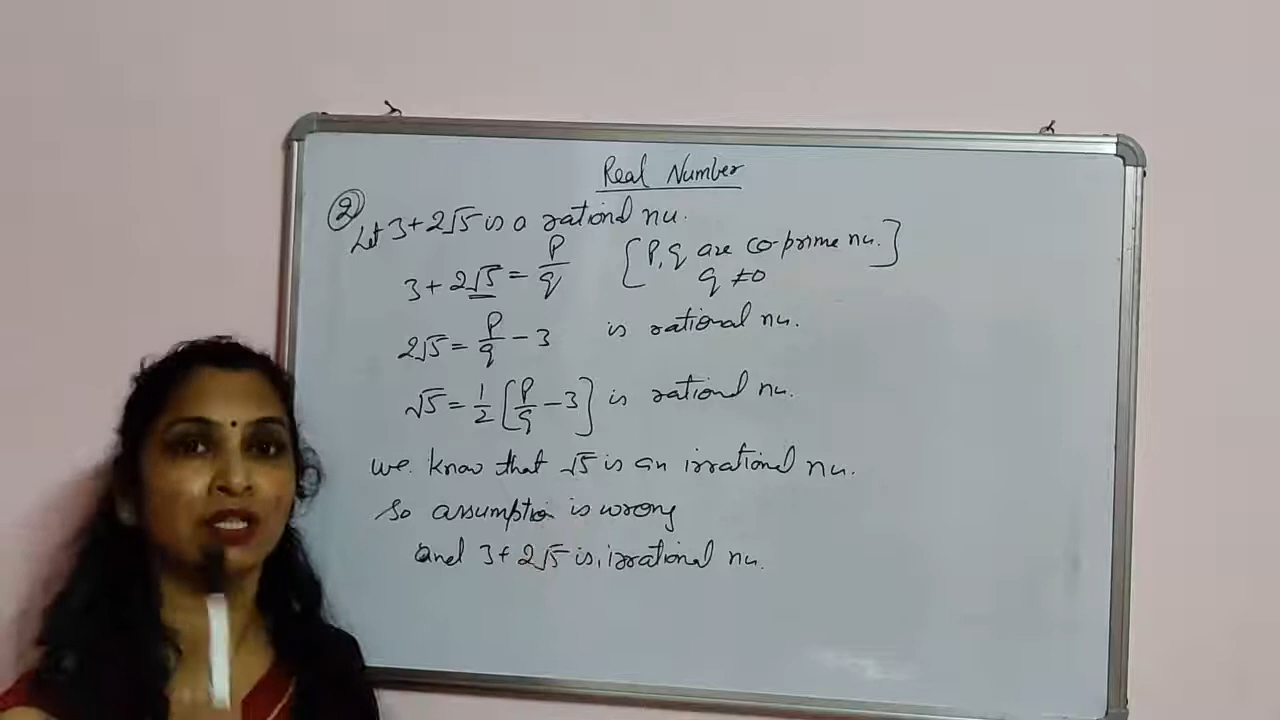 Real Number
②
Let 3+2√5 is a rational nu.
3+2√5 = P/q [P,q are co-prime nu. q ≠0]
2√5 = P/q − 3 is rational nu.
√5 = 1/2 [P/q − 3] is rational nu.
we. know that √5 is an irrational nu.
So assumption is wrong
and 3+2√5 is, irrational nu.